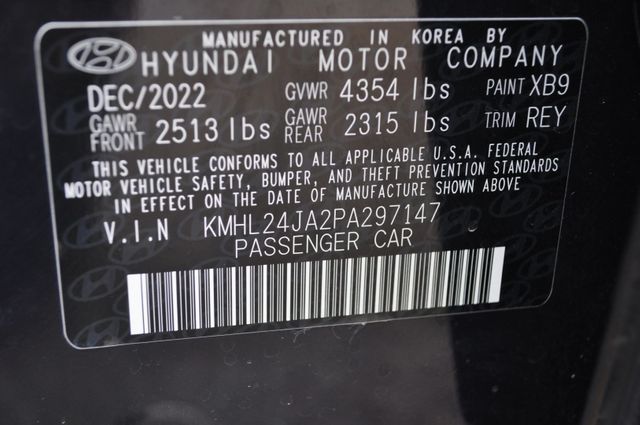 MANUFACTURED IN KOREA BY
HYUNDAI MOTOR COMPANY
DEC/2022 GVWR 4354 lbs PAINT XB9
GAWR FRONT 2513 lbs GAWR REAR 2315 lbs TRIM REY
THIS VEHICLE CONFORMS TO ALL APPLICABLE U.S.A. FEDERAL
MOTOR VEHICLE SAFETY, BUMPER, AND THEFT PREVENTION STANDARDS
IN EFFECT ON THE DATE OF MANUFACTURE SHOWN ABOVE
V.I.N KMHL24JA2PA297147
PASSENGER CAR